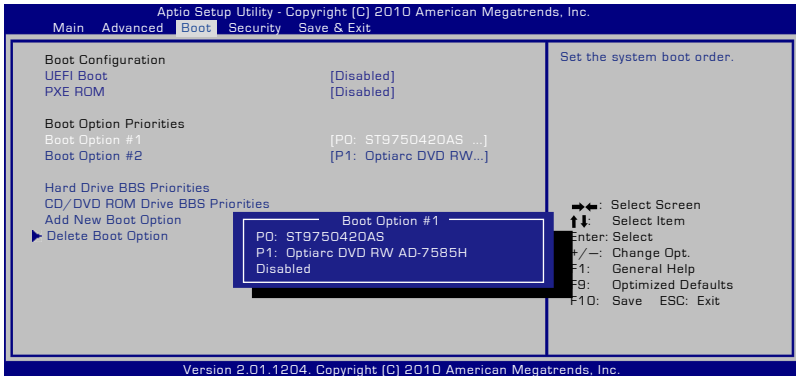 Aptio Setup Utility - Copyright (C) 2010 American Megatrends, Inc.
Main Advanced Boot Security Save & Exit
Boot Configuration
UEFI Boot [Disabled]
PXE ROM [Disabled]
Boot Option Priorities
Boot Option #1 [P0: ST9750420AS ...]
Boot Option #2 [P1: Optiarc DVD RW...]
Hard Drive BBS Priorities
CD/DVD ROM Drive BBS Priorities
Add New Boot Option
Delete Boot Option
Boot Option #1
P0: ST9750420AS
P1: Optiarc DVD RW AD-7585H
Disabled
Set the system boot order.
→←: Select Screen
↑↓: Select Item
Enter: Select
+/—: Change Opt.
F1: General Help
F9: Optimized Defaults
F10: Save ESC: Exit
Version 2.01.1204. Copyright (C) 2010 American Megatrends, Inc.